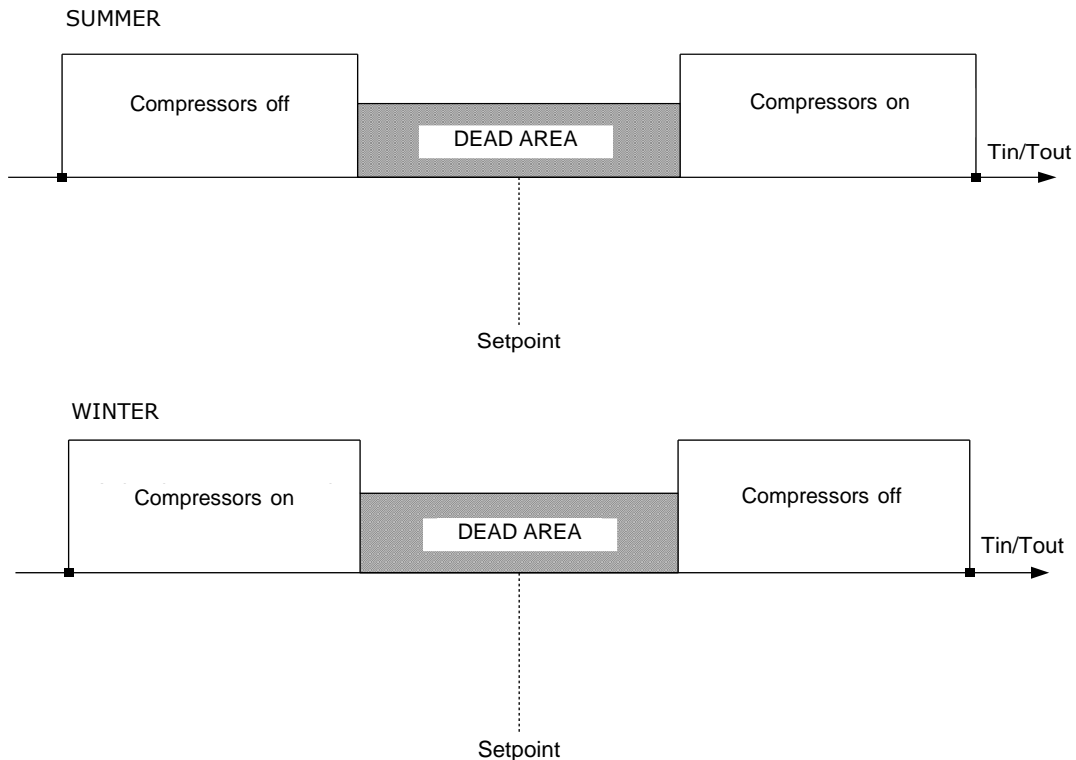 SUMMER
Compressors off
Compressors on
DEAD AREA
Tin/Tout
Setpoint
WINTER
Compressors on
Compressors off
DEAD AREA
Tin/Tout
Setpoint